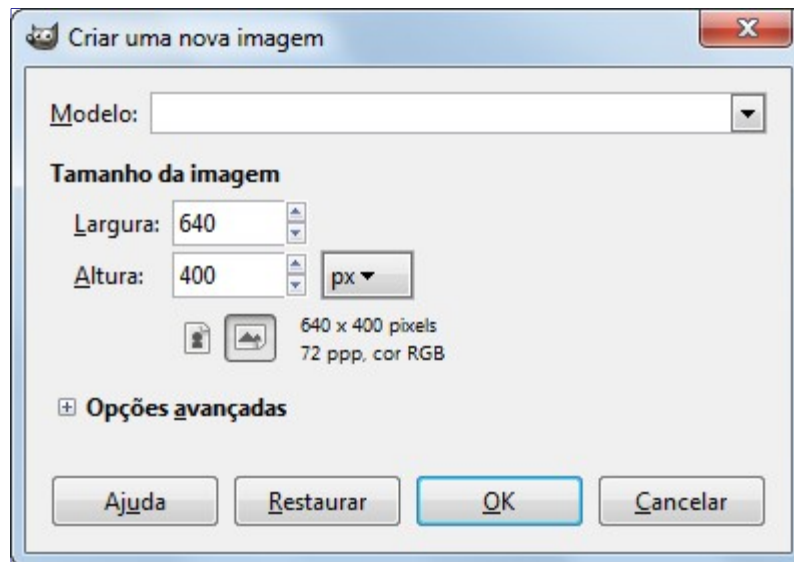 Criar uma nova imagem
Modelo:
Tamanho da imagem
Largura: 640
Altura: 400 px
640 x 400 pixels
72 ppp, cor RGB
Opções avançadas
Ajuda Restaurar OK Cancelar